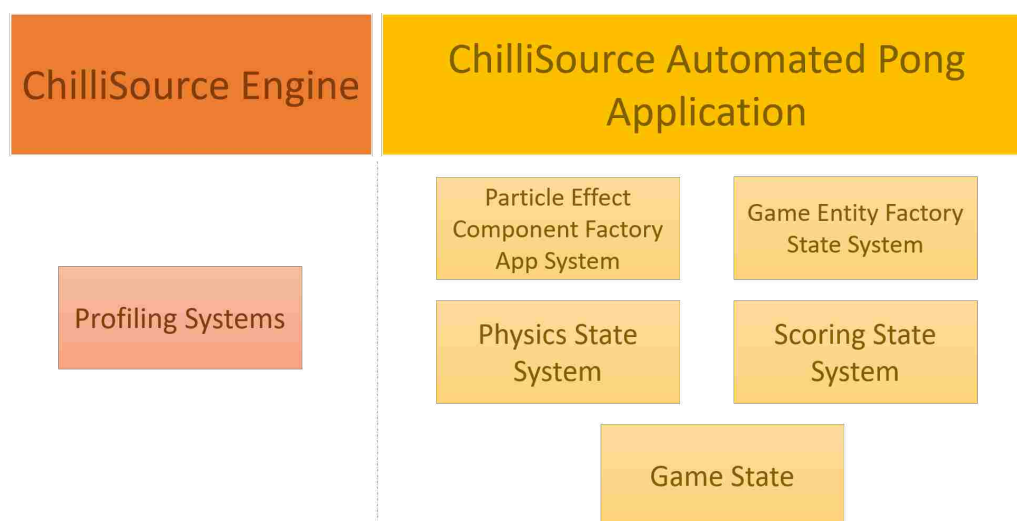 ChilliSource Engine
ChilliSource Automated Pong
Application
Particle Effect
Component Factory
App System
Game Entity Factory
State System
Profiling Systems
Physics State
System
Scoring State
System
Game State